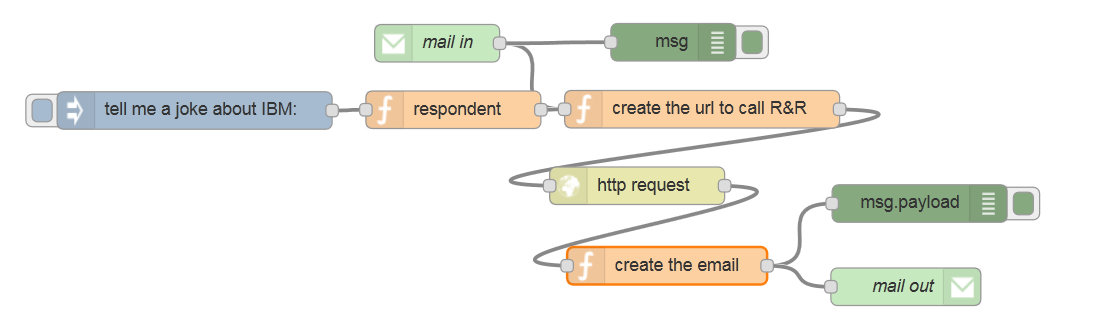 mail in
msg
tell me a joke about IBM:
respondent
create the url to call R&R
http request
msg.payload
create the email
mail out